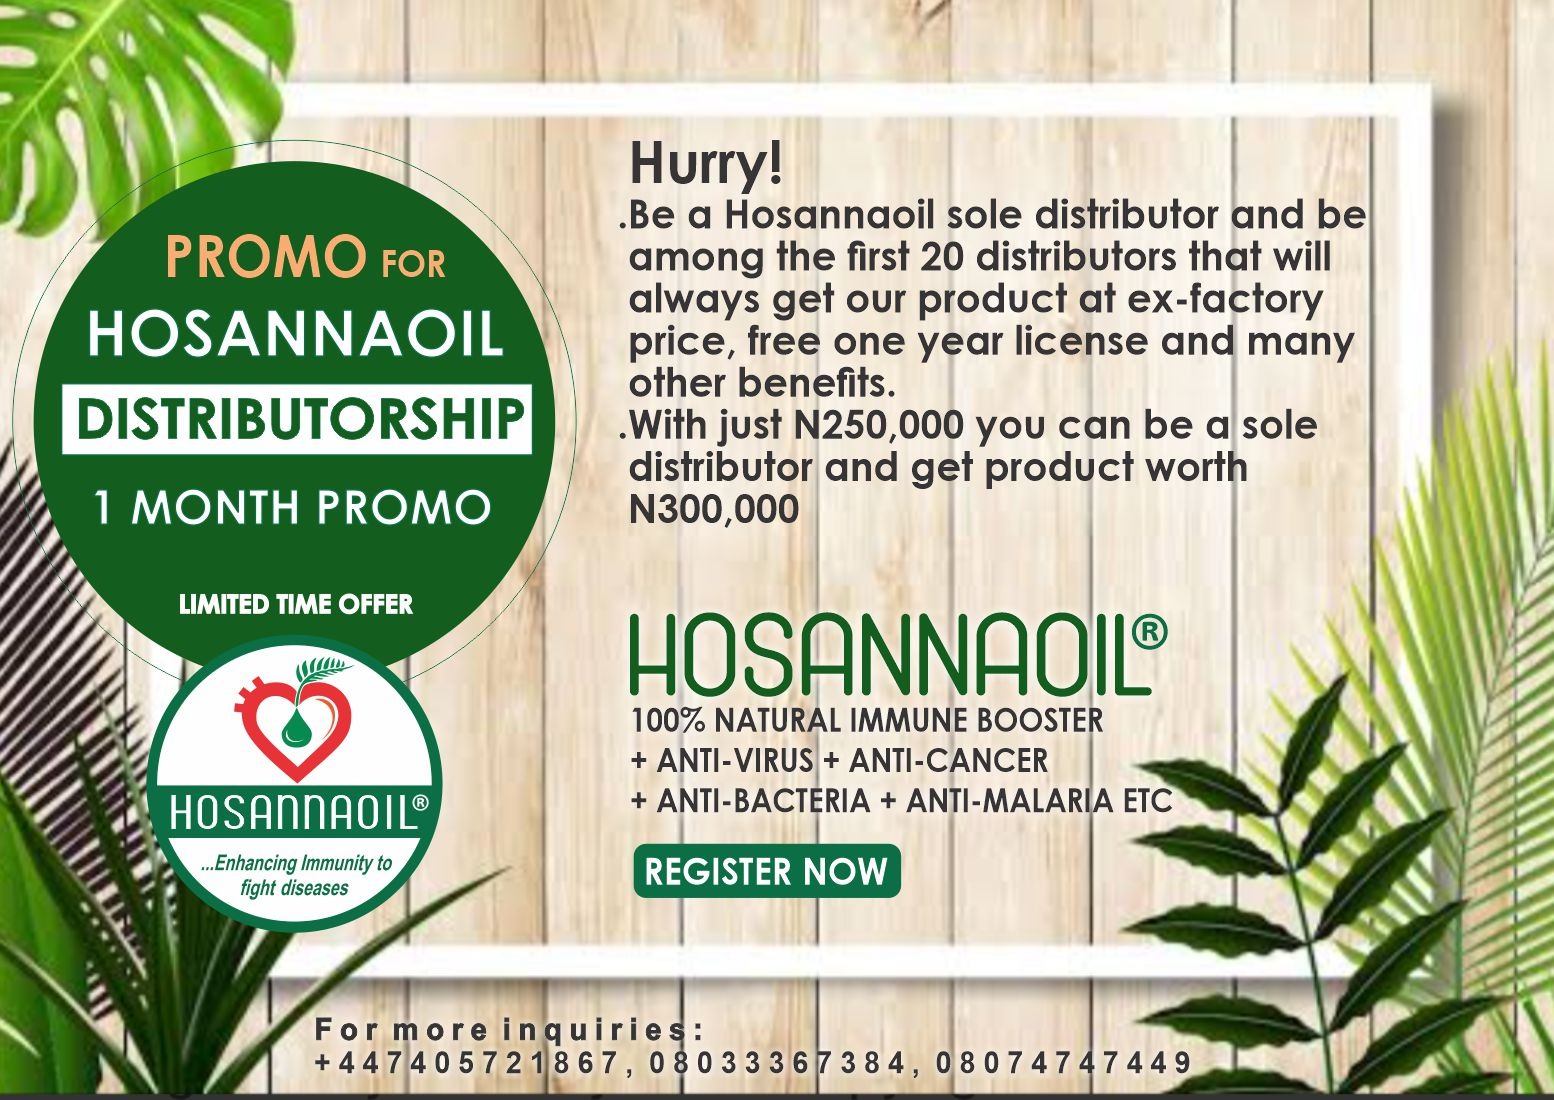 PROMO FOR
HOSANNAOIL
DISTRIBUTORSHIP
1 MONTH PROMO
LIMITED TIME OFFER
HOSANNAOIL®
...Enhancing Immunity to
fight diseases
Hurry!
.Be a Hosannaoil sole distributor and be
among the first 20 distributors that will
always get our product at ex-factory
price, free one year license and many
other benefits.
.With just N250,000 you can be a sole
distributor and get product worth
N300,000
HOSANNAOIL®
100% NATURAL IMMUNE BOOSTER
+ ANTI-VIRUS + ANTI-CANCER
+ ANTI-BACTERIA + ANTI-MALARIA ETC
REGISTER NOW
For more inquiries:
+447405721867, 08033367384, 08074747449